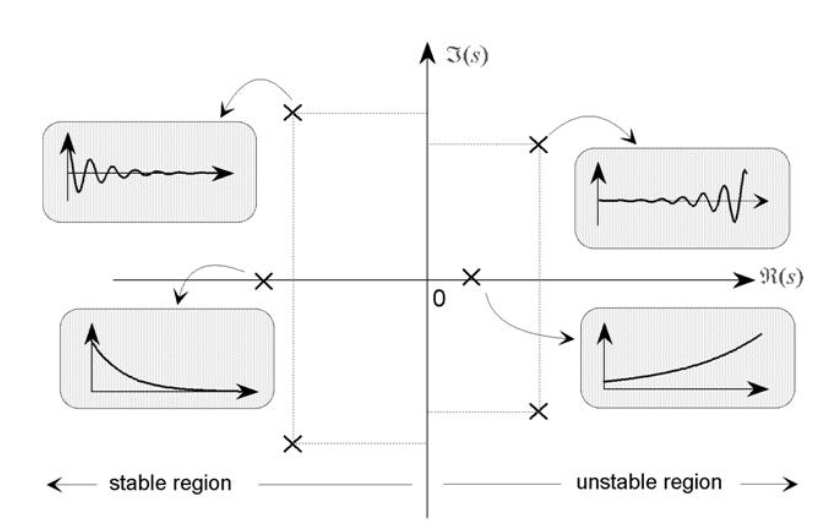 ℑ(s)
ℜ(s)
0
stable region
unstable region